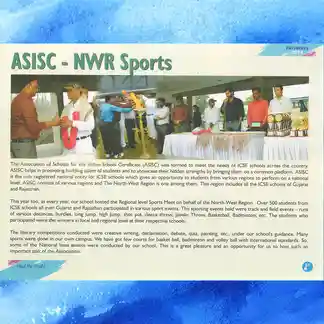 PAYMENTS
ASISC - NWR Sports
The Association of Schools for the Indian School Certificate (ASISC) was formed to meet the needs of ICSE schools across the country.
ASISC helps in promoting budding talent of students and to showcase their hidden strengths by bringing them on a common platform. ASISC
is the only registered national body for ICSE schools which gives an opportunity to students from various regions to perform on a national
level. ASISC consists of various regions and The North-West Region is one among them. This region includes all the ICSE schools of Gujarat
and Rajasthan.
This year too, as every year, our school hosted the Regional level Sports Meet on behalf of the North-West Region. Over 500 students from
ICSE schools all over Gujarat and Rajasthan participated in various sport events. The sporting events held were track and field events - runs
of various distances, hurdles, long jump, high jump, shot put, discus throw, javelin throw, Basketball, Badminton, etc. The students who
participated were the winners at local and regional level at their respective schools.
The literary competitions conducted were creative writing, declamation, debate, quiz, painting, etc., under our school's guidance. Many
sports were done in our own campus. We have got few courts for basket ball, badminton and volley ball with international standards. So
some of the National level events were conducted by our school. This is a great pleasure and an opportunity for us to host such an
important part of the Association.